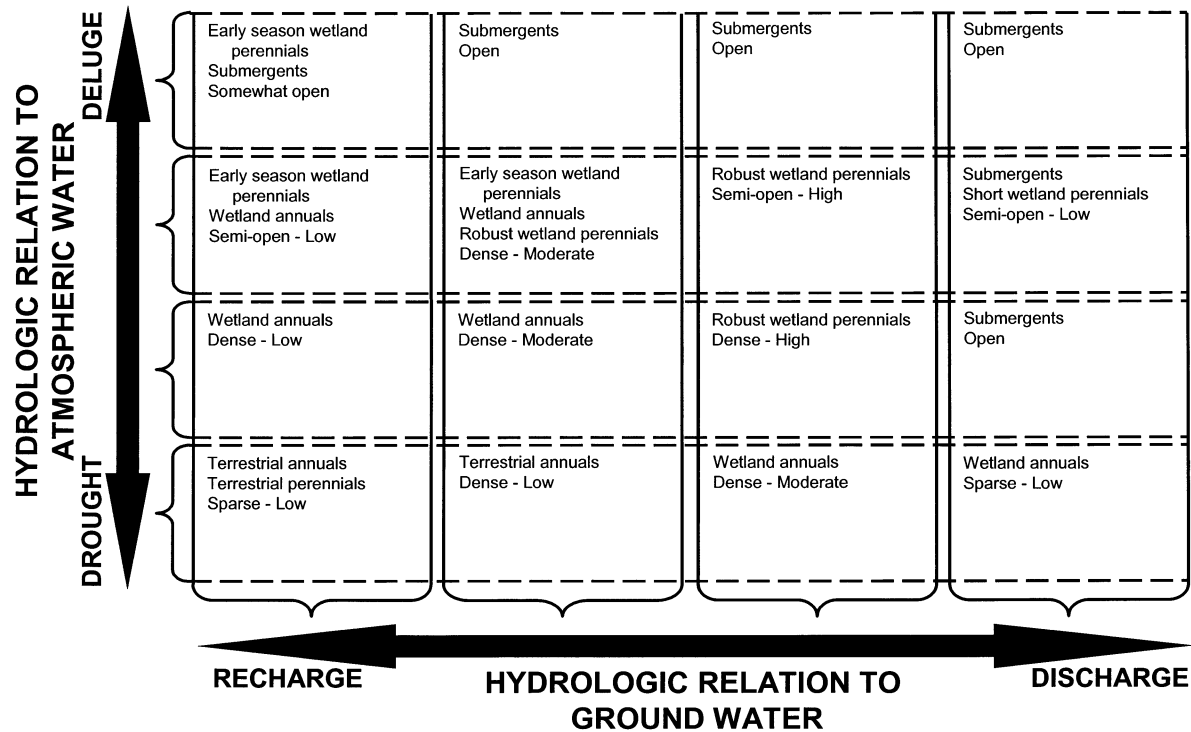 HYDROLOGIC RELATION TO
ATMOSPHERIC WATER
DELUGE
DROUGHT
Early season wetland
perennials
Submergents
Somewhat open
Submergents
Open
Submergents
Open
Submergents
Open
Early season wetland
perennials
Wetland annuals
Semi-open - Low
Early season wetland
perennials
Wetland annuals
Robust wetland perennials
Dense - Moderate
Robust wetland perennials
Semi-open - High
Submergents
Short wetland perennials
Semi-open - Low
Wetland annuals
Dense - Low
Wetland annuals
Dense - Moderate
Robust wetland perennials
Dense - High
Submergents
Open
Terrestrial annuals
Terrestrial perennials
Sparse - Low
Terrestrial annuals
Dense - Low
Wetland annuals
Dense - Moderate
Wetland annuals
Sparse - Low
RECHARGE
HYDROLOGIC RELATION TO
GROUND WATER
DISCHARGE